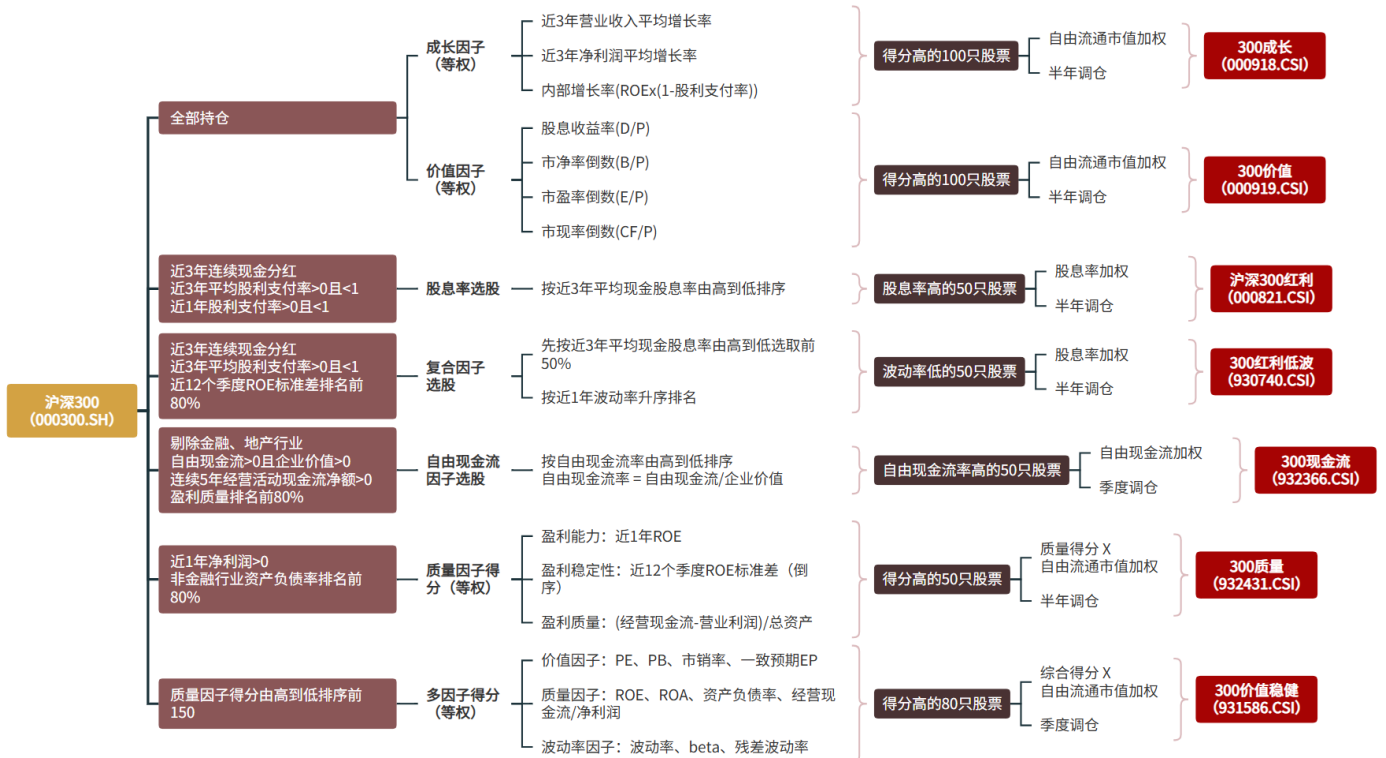 沪深300
（000300.SH）
全部持仓
成长因子
（等权）
近3年营业收入平均增长率
近3年净利润平均增长率
内部增长率(ROEx(1-股利支付率))
得分高的100只股票
自由流通市值加权
半年调仓
300成长
（000918.CSI）
价值因子
（等权）
股息收益率(D/P)
市净率倒数(B/P)
市盈率倒数(E/P)
市现率倒数(CF/P)
得分高的100只股票
自由流通市值加权
半年调仓
300价值
（000919.CSI）
近3年连续现金分红
近3年平均股利支付率>0且<1
近1年股利支付率>0且<1
股息率选股
按近3年平均现金股息率由高到低排序
股息率高的50只股票
股息率加权
半年调仓
沪深300红利
（000821.CSI）
近3年连续现金分红
近3年平均股利支付率>0且<1
近12个季度ROE标准差排名前
80%
复合因子
选股
先按近3年平均现金股息率由高到低选取前
50%
按近1年波动率升序排名
波动率低的50只股票
股息率加权
半年调仓
300红利低波
（930740.CSI）
剔除金融、地产行业
自由现金流>0且企业价值>0
连续5年经营活动现金流净额>0
盈利质量排名前80%
自由现金流
因子选股
按自由现金流率由高到低排序
自由现金流率 = 自由现金流/企业价值
自由现金流率高的50只股票
自由现金流加权
季度调仓
300现金流
（932366.CSI）
近1年净利润>0
非金融行业资产负债率排名前
80%
质量因子得
分（等权）
盈利能力：近1年ROE
盈利稳定性：近12个季度ROE标准差（倒
序）
盈利质量：(经营现金流-营业利润)/总资产
得分高的50只股票
质量得分 X
自由流通市值加权
半年调仓
300质量
（932431.CSI）
质量因子得分由高到低排序前
150
多因子得分
（等权）
价值因子：PE、PB、市销率、一致预期EP
质量因子：ROE、ROA、资产负债率、经营现
金流/净利润
波动率因子：波动率、beta、残差波动率
得分高的80只股票
综合得分 X
自由流通市值加权
季度调仓
300价值稳健
（931586.CSI）